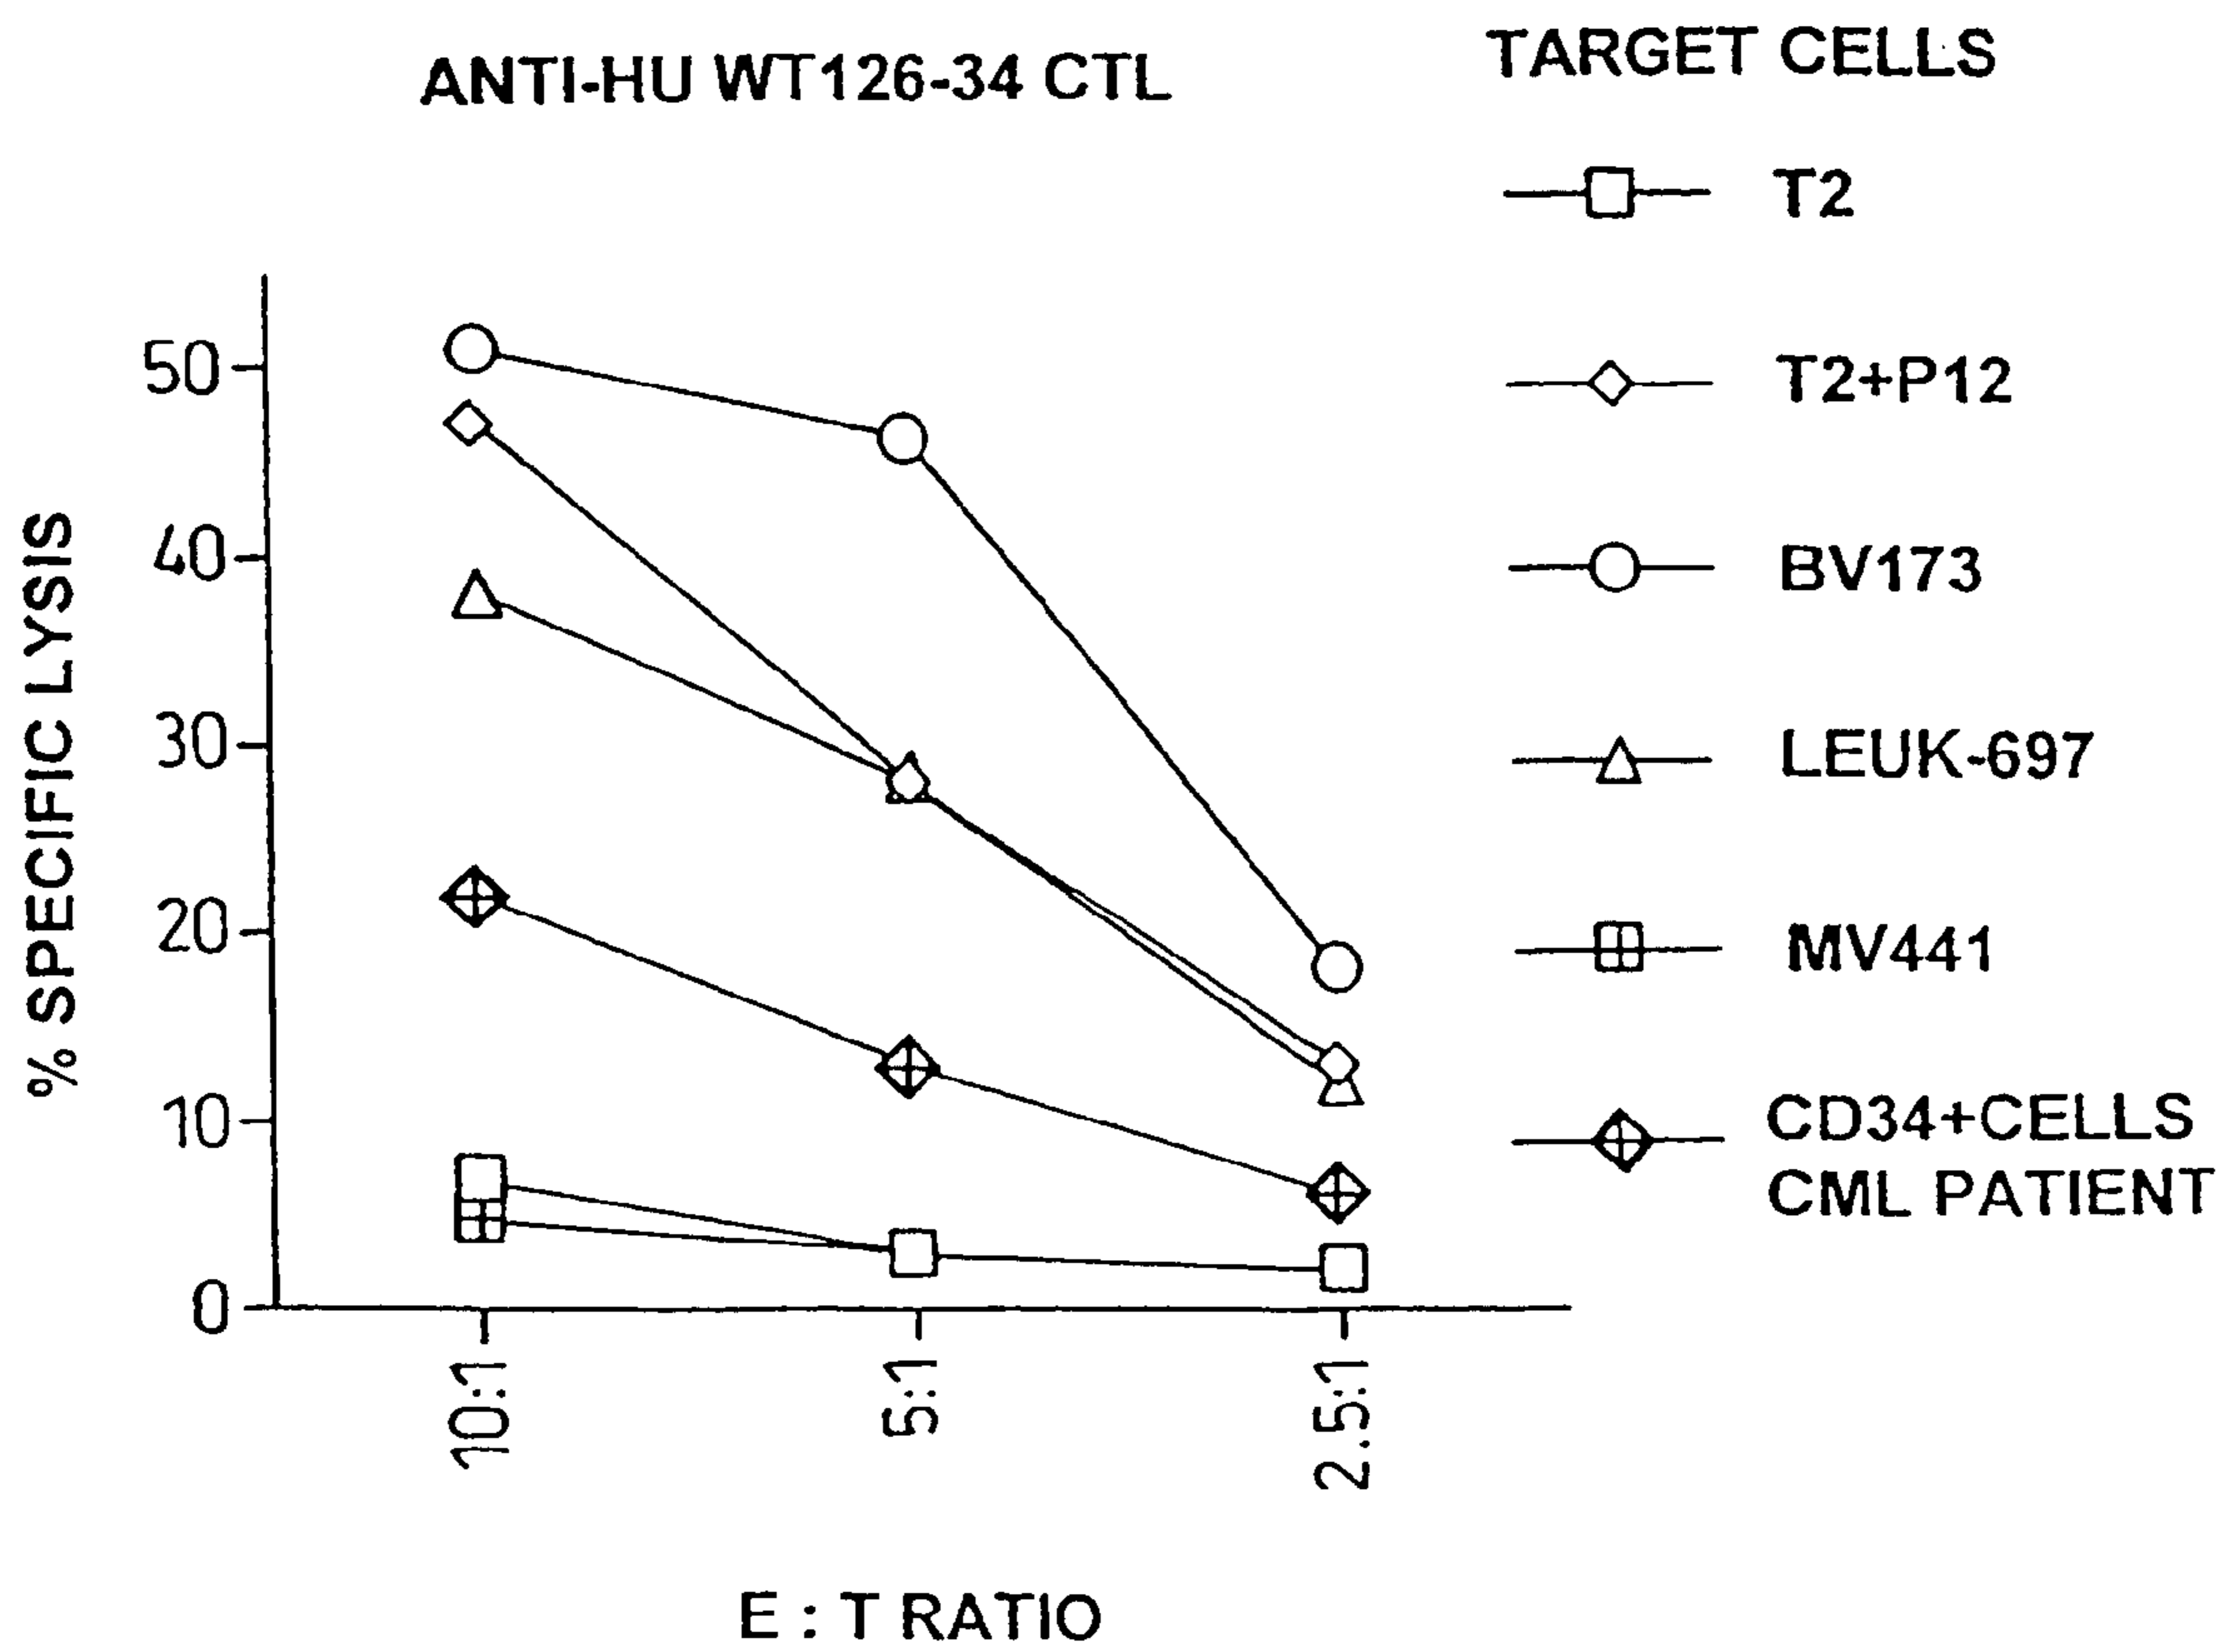 ANTI-HU WT126-34 CTL
TARGET CELLS
T2
T2+P12
BV173
LEUK-697
MV441
CD34+CELLS
CML PATIENT
% SPECIFIC LYSIS
50
40
30
20
10
0
10:1
5:1
2.5:1
E : T RATIO